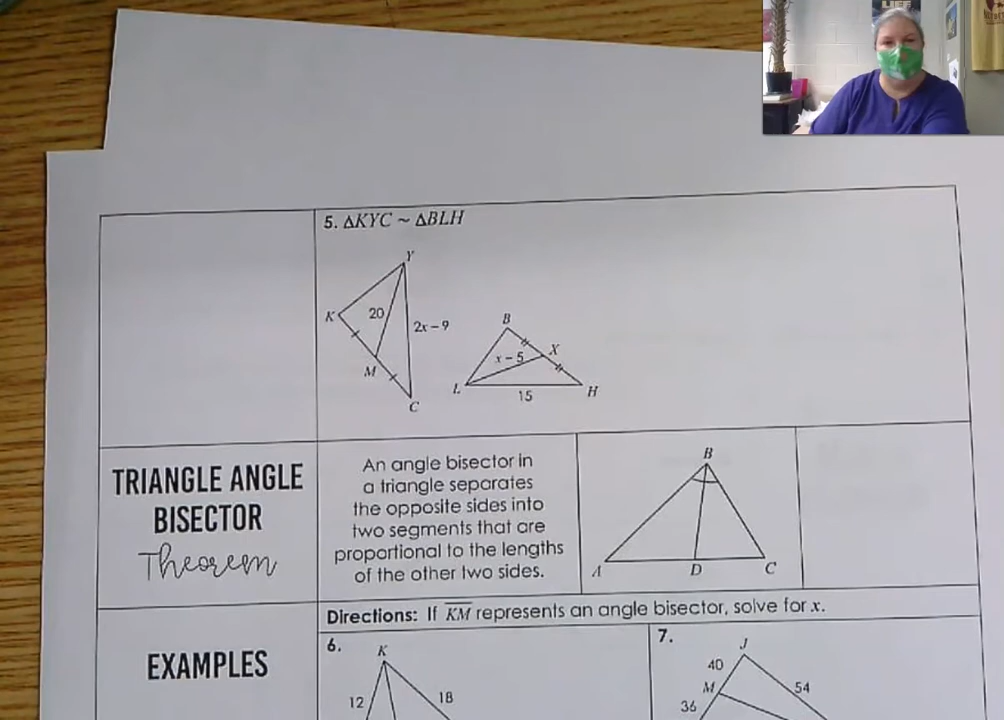 5. ΔKYC ~ ΔBLH
Y
K
20
2x – 9
M
C
B
x – 5
X
L
15
H
TRIANGLE ANGLE
BISECTOR
Theorem
An angle bisector in
a triangle separates
the opposite sides into
two segments that are
proportional to the lengths
of the other two sides.
B
A
D
C
Directions: If KM represents an angle bisector, solve for x.
EXAMPLES
6.
K
12
18
7.
J
40
M
54
36